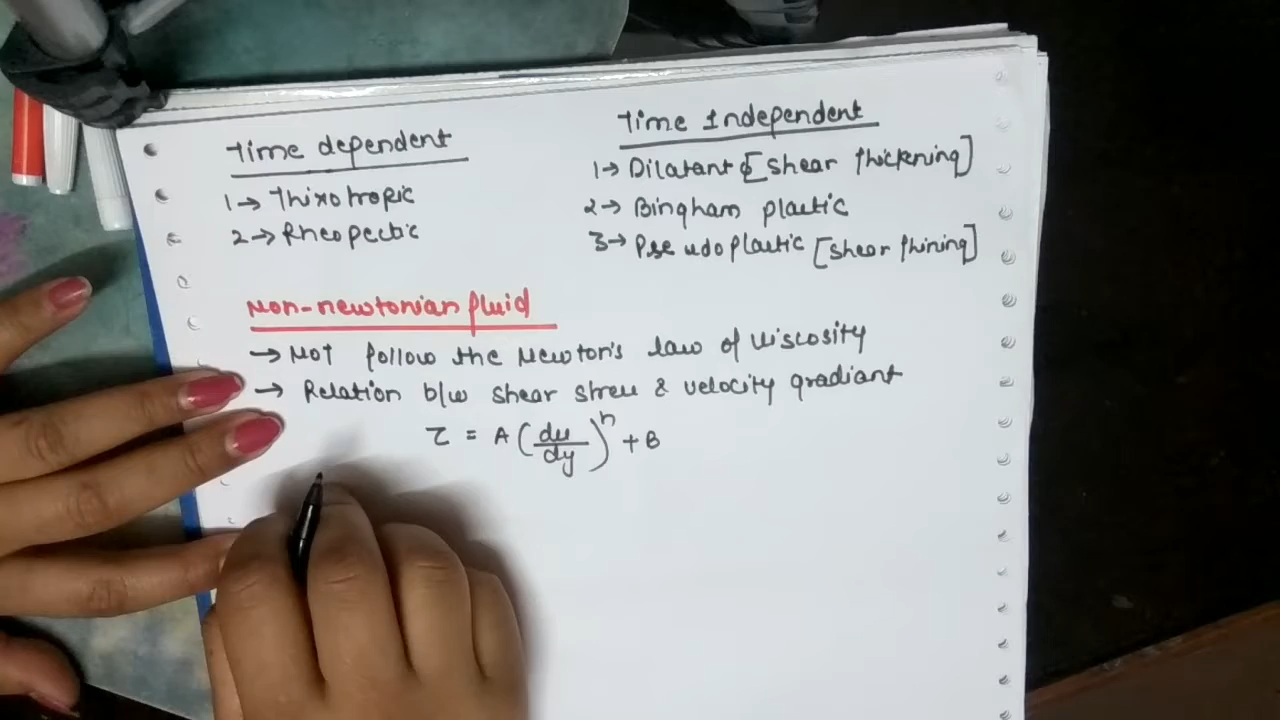 Time dependent
1→ Thixotropic
2→ Rheopectic
Time Independent
1→ Dilatant [shear thickening]
2→ Bingham plastic
3→ Pseudoplastic [shear thining]
Non-newtonian fluid
→ Not follow the Newton's law of viscosity
→ Relation b/w shear stress & velocity gradiant
τ = A(du/dy)^n + B